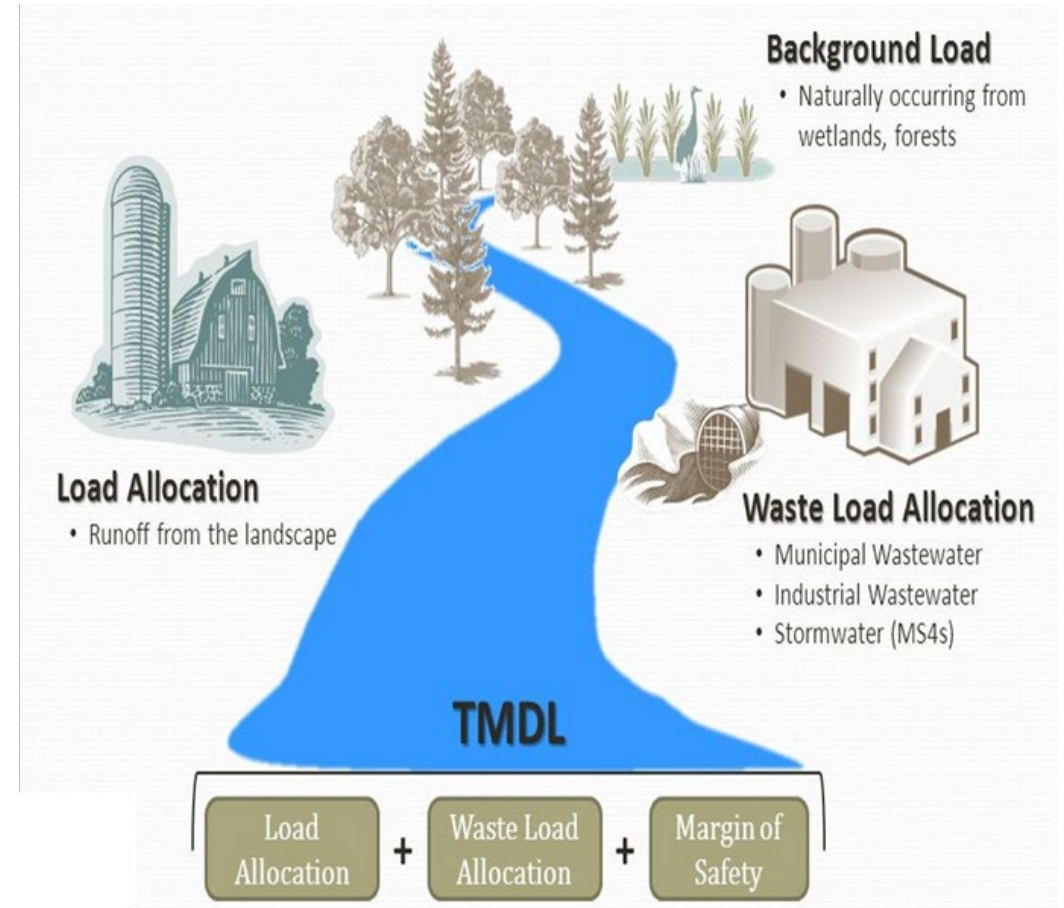 Background Load
• Naturally occurring from
wetlands, forests
Load Allocation
• Runoff from the landscape
Waste Load Allocation
• Municipal Wastewater
• Industrial Wastewater
• Stormwater (MS4s)
TMDL
Load
Allocation
+
Waste Load
Allocation
+
Margin of
Safety